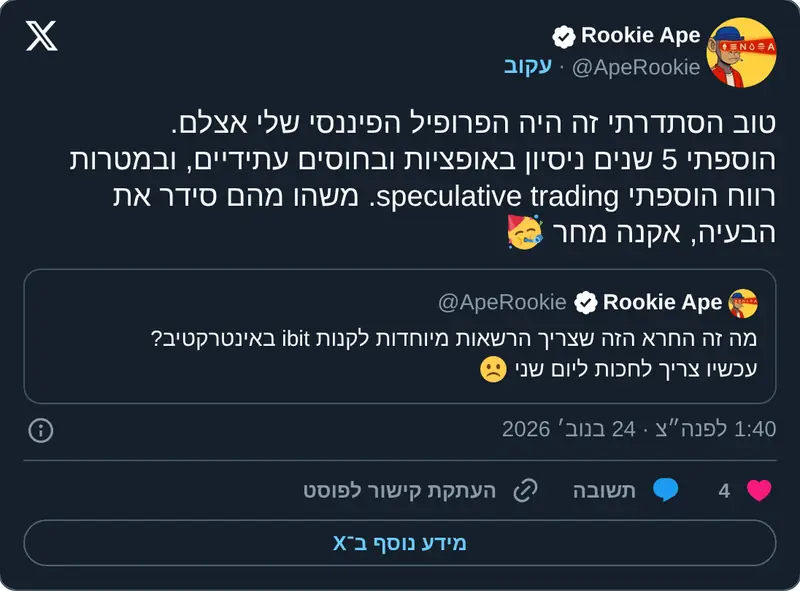 Rookie Ape
@ApeRookie · עקוב
טוב הסתדרתי זה היה הפרופיל הפיננסי שלי אצלם.
הוספתי 5 שנים ניסיון באופציות ובחוסים עתידיים, ובמטרות
רווח הוספתי speculative trading. משהו מהם סידר את
הבעיה, אקנה מחר 🥳
Rookie Ape @ApeRookie
מה זה החרא הזה שצריך הרשאות מיוחדות לקנות ibit באינטרקטיב?
עכשיו צריך לחכות ליום שני 🙁
1:40 לפנה״צ · 24 בנוב׳ 2026
4 תשובה העתקת קישור לפוסט
מידע נוסף ב־X